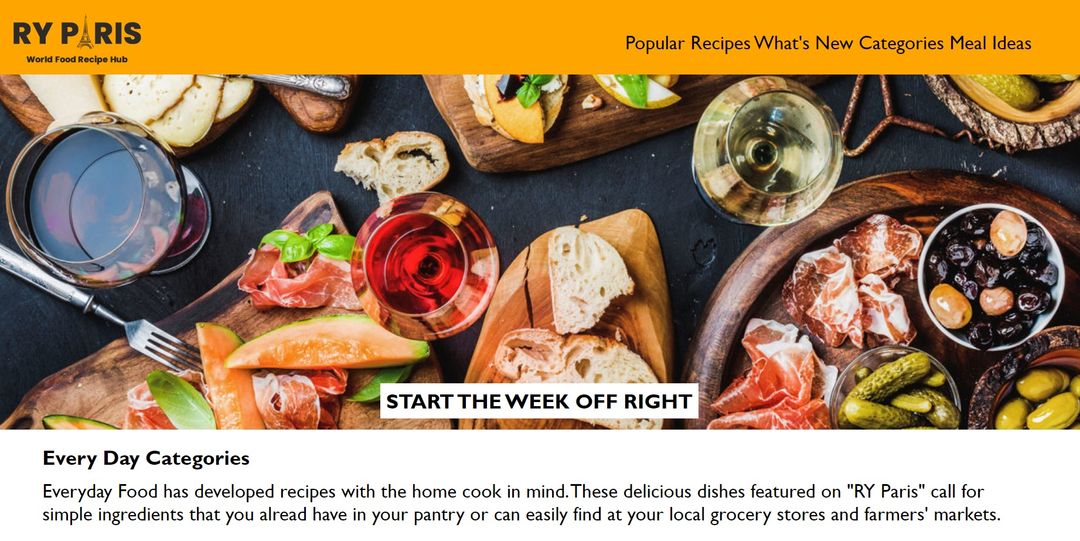 RY PARIS
World Food Recipe Hub
Popular Recipes What's New Categories Meal Ideas
START THE WEEK OFF RIGHT
Every Day Categories
Everyday Food has developed recipes with the home cook in mind.These delicious dishes featured on "RY Paris" call for
simple ingredients that you alread have in your pantry or can easily find at your local grocery stores and farmers' markets.